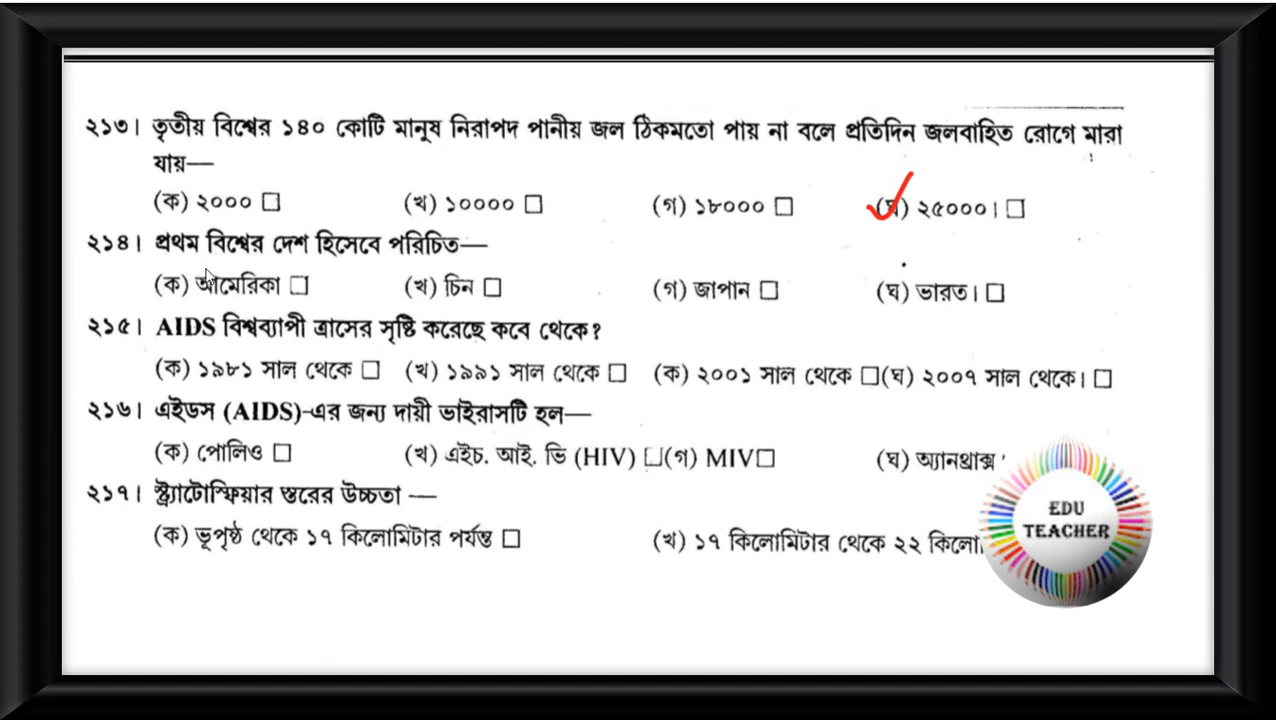 ২১৩। তৃতীয় বিশ্বের ১৪০ কোটি মানুষ নিরাপদ পানীয় জল ঠিকমতো পায় না বলে প্রতিদিন জলবাহিত রোগে মারা
যায়—
(ক) ২০০০ □ (খ) ১০০০০ □ (গ) ১৮০০০ □ (ঘ) ২৫০০০। □
২১৪। প্রথম বিশ্বের দেশ হিসেবে পরিচিত—
(ক) আমেরিকা □ (খ) চিন □ (গ) জাপান □ (ঘ) ভারত। □
২১৫। AIDS বিশ্বব্যাপী ত্রাসের সৃষ্টি করেছে কবে থেকে?
(ক) ১৯৮১ সাল থেকে □ (খ) ১৯৯১ সাল থেকে □ (ক) ২০০১ সাল থেকে □ (ঘ) ২০০৭ সাল থেকে। □
২১৬। এইডস (AIDS)-এর জন্য দায়ী ভাইরাসটি হল—
(ক) পোলিও □ (খ) এইচ. আই. ভি (HIV) □ (গ) MIV □ (ঘ) অ্যানথ্রাক্স
২১৭। স্ট্র্যাটোস্ফিয়ার স্তরের উচ্চতা —
(ক) ভূপৃষ্ঠ থেকে ১৭ কিলোমিটার পর্যন্ত □ (খ) ১৭ কিলোমিটার থেকে ২২
EDU
TEACHER